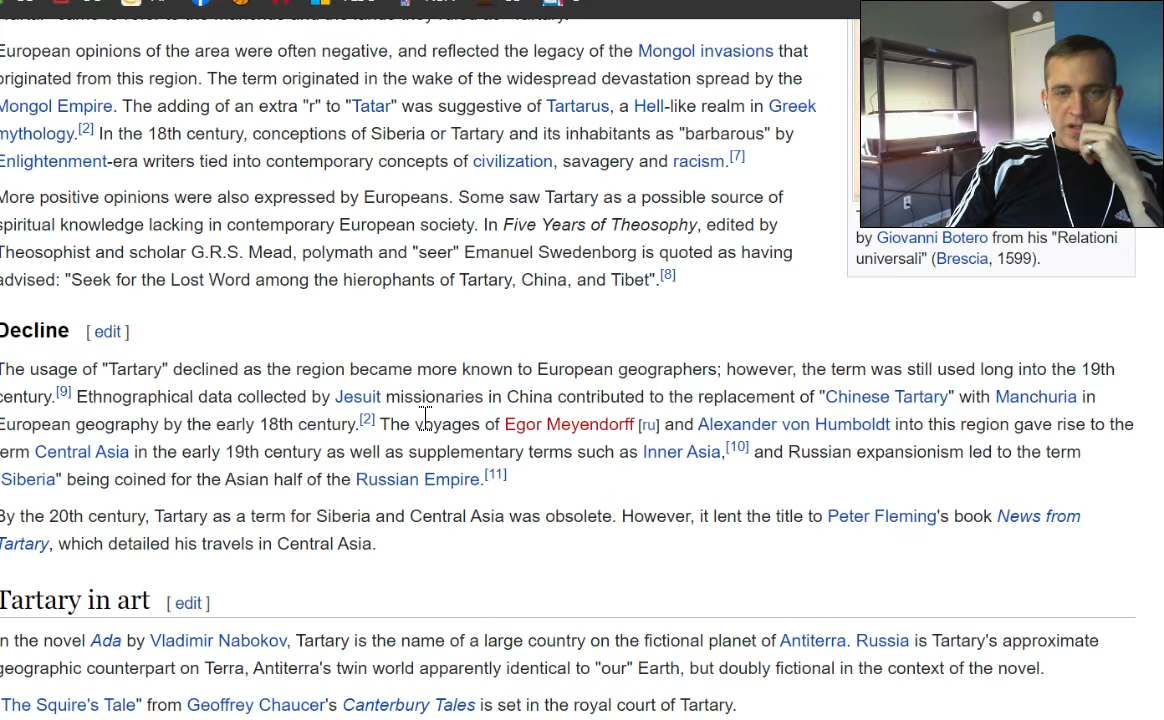 European opinions of the area were often negative, and reflected the legacy of the Mongol invasions that
originated from this region. The term originated in the wake of the widespread devastation spread by the
Mongol Empire. The adding of an extra "r" to "Tatar" was suggestive of Tartarus, a Hell-like realm in Greek
mythology.[2] In the 18th century, conceptions of Siberia or Tartary and its inhabitants as "barbarous" by
Enlightenment-era writers tied into contemporary concepts of civilization, savagery and racism.[7]
More positive opinions were also expressed by Europeans. Some saw Tartary as a possible source of
spiritual knowledge lacking in contemporary European society. In Five Years of Theosophy, edited by
Theosophist and scholar G.R.S. Mead, polymath and "seer" Emanuel Swedenborg is quoted as having
advised: "Seek for the Lost Word among the hierophants of Tartary, China, and Tibet".[8]
by Giovanni Botero from his "Relationi
universali" (Brescia, 1599).
Decline [ edit ]
The usage of "Tartary" declined as the region became more known to European geographers; however, the term was still used long into the 19th
century.[9] Ethnographical data collected by Jesuit missionaries in China contributed to the replacement of "Chinese Tartary" with Manchuria in
European geography by the early 18th century.[2] The voyages of Egor Meyendorff [ru] and Alexander von Humboldt into this region gave rise to the
term Central Asia in the early 19th century as well as supplementary terms such as Inner Asia,[10] and Russian expansionism led to the term
Siberia" being coined for the Asian half of the Russian Empire.[11]
By the 20th century, Tartary as a term for Siberia and Central Asia was obsolete. However, it lent the title to Peter Fleming's book News from
Tartary, which detailed his travels in Central Asia.
Tartary in art [ edit ]
In the novel Ada by Vladimir Nabokov, Tartary is the name of a large country on the fictional planet of Antiterra. Russia is Tartary's approximate
geographic counterpart on Terra, Antiterra's twin world apparently identical to "our" Earth, but doubly fictional in the context of the novel.
"The Squire's Tale" from Geoffrey Chaucer's Canterbury Tales is set in the royal court of Tartary.